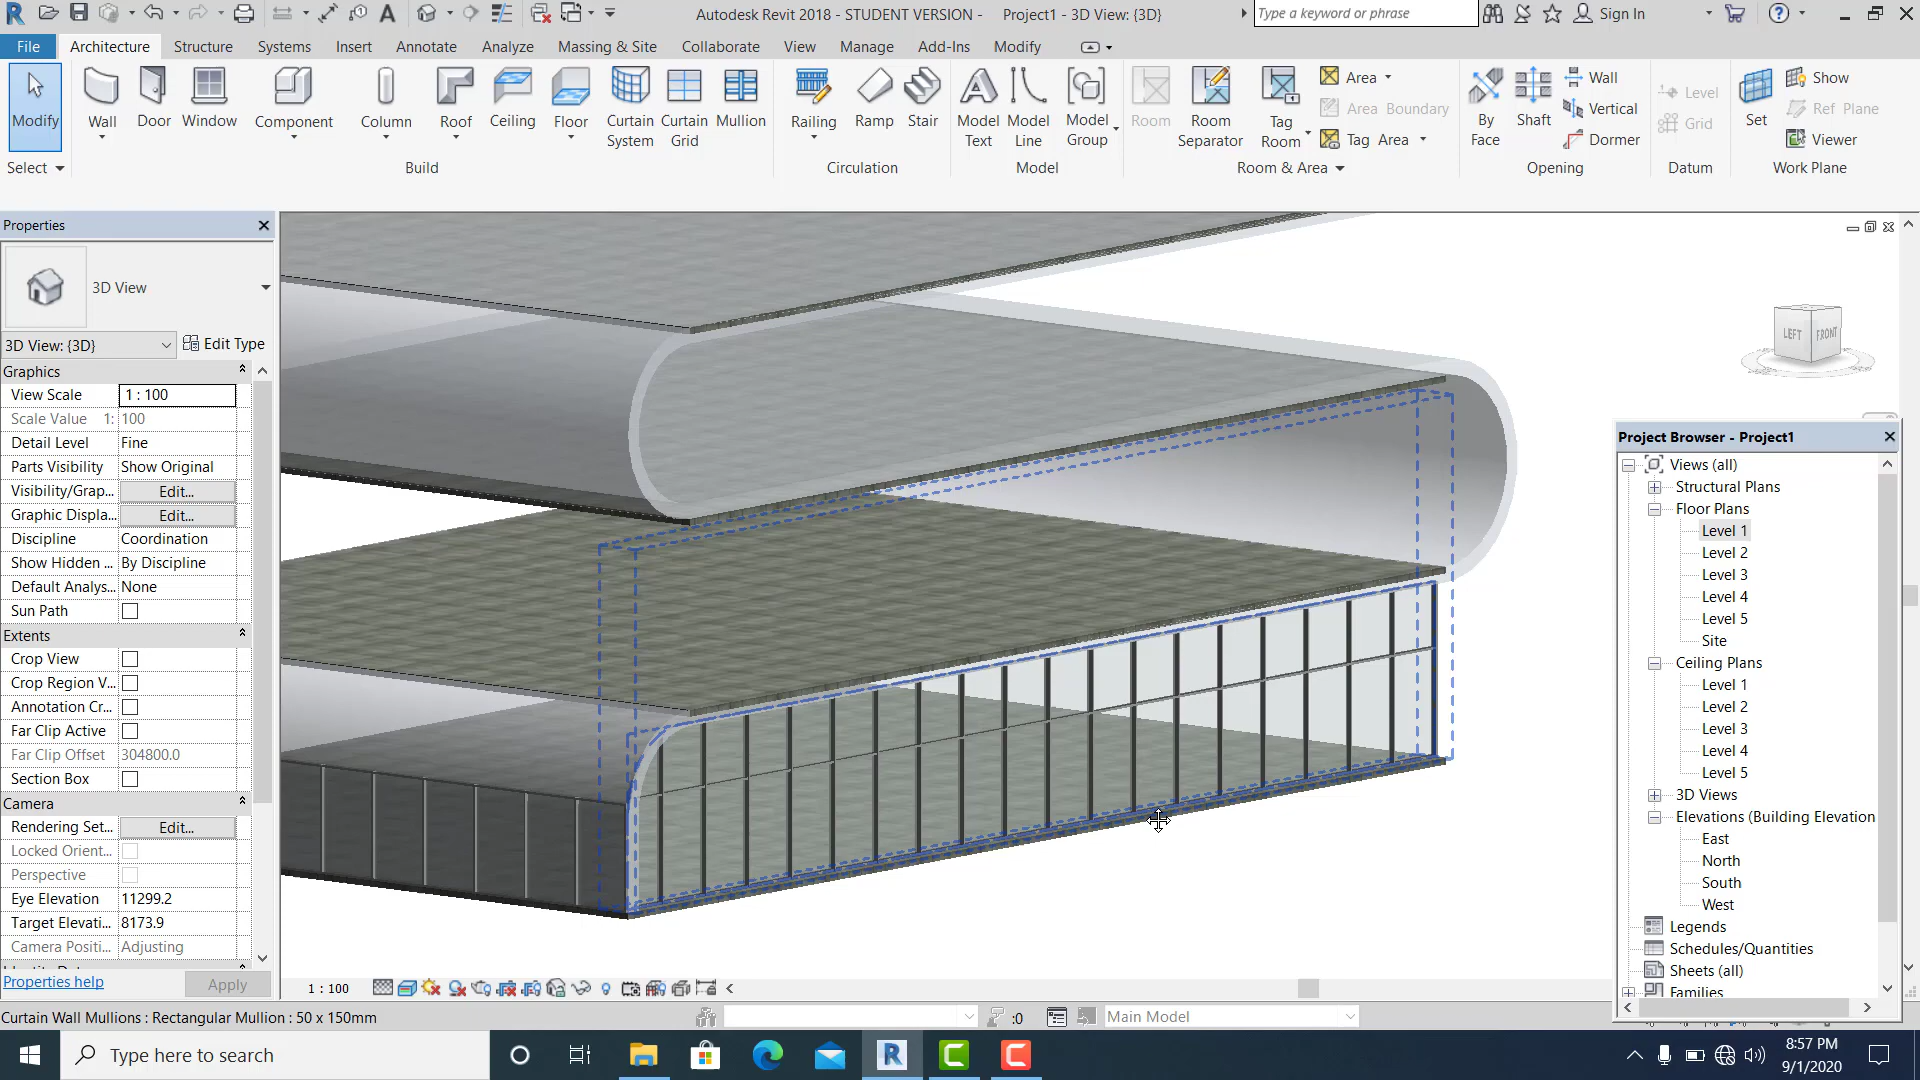 Autodesk Revit 2018 - STUDENT VERSION - Project1 - 3D View: {3D}
Type a keyword or phrase
Sign In
File Architecture Structure Systems Insert Annotate Analyze Massing & Site Collaborate View Manage Add-Ins Modify
Modify
Wall
Door
Window
Component
Column
Roof
Ceiling
Floor
Curtain System
Curtain Grid
Mullion
Railing
Ramp
Stair
Model Text
Model Line
Model Group
Room
Room Separator
Tag Room
Area
Area Boundary
Tag Area
By Face
Shaft
Wall
Vertical
Dormer
Level
Grid
Set
Show
Ref Plane
Viewer
Select Build Circulation Model Room & Area Opening Datum Work Plane
Properties
3D View
3D View: {3D} Edit Type
Graphics
View Scale 1 : 100
Scale Value 1: 100
Detail Level Fine
Parts Visibility Show Original
Visibility/Grap... Edit...
Graphic Displa... Edit...
Discipline Coordination
Show Hidden ... By Discipline
Default Analys... None
Sun Path
Extents
Crop View
Crop Region V...
Annotation Cr...
Far Clip Active
Far Clip Offset 304800.0
Section Box
Camera
Rendering Set... Edit...
Locked Orient...
Perspective
Eye Elevation 11299.2
Target Elevati... 8173.9
Camera Positi... Adjusting
Properties help Apply
LEFT FRONT
Project Browser - Project1
Views (all)
Structural Plans
Floor Plans
Level 1
Level 2
Level 3
Level 4
Level 5
Site
Ceiling Plans
Level 1
Level 2
Level 3
Level 4
Level 5
3D Views
Elevations (Building Elevation
East
North
South
West
Legends
Schedules/Quantities
Sheets (all)
Families
1 : 100
Curtain Wall Mullions : Rectangular Mullion : 50 x 150mm
:0
Main Model
Type here to search
8:57 PM
9/1/2020